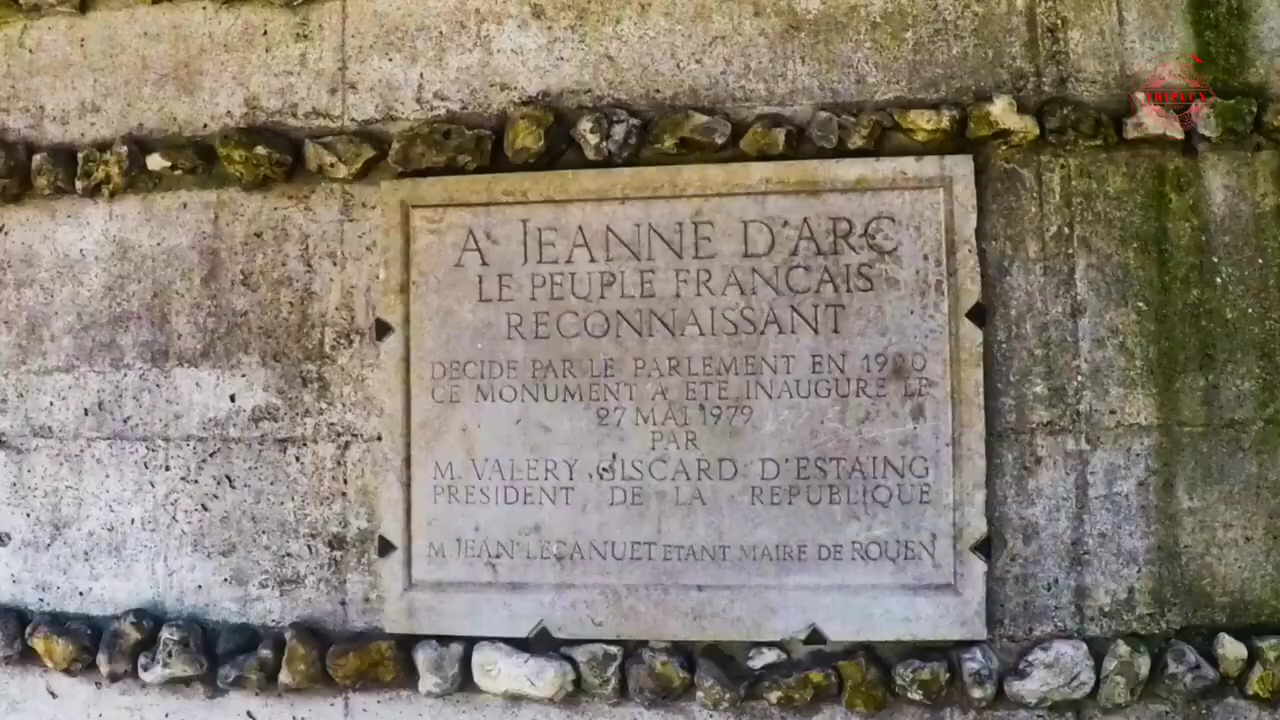 A JEANNE D'ARC
LE PEUPLE FRANCAIS
RECONNAISSANT
DECIDE PAR LE PARLEMENT EN 1920
CE MONUMENT A ETE INAUGURE LE
27 MAI 1979
PAR
M. VALERY GISCARD D'ESTAING
PRESIDENT DE LA REPUBLIQUE
M. JEAN LECANUET ETANT MAIRE DE ROUEN